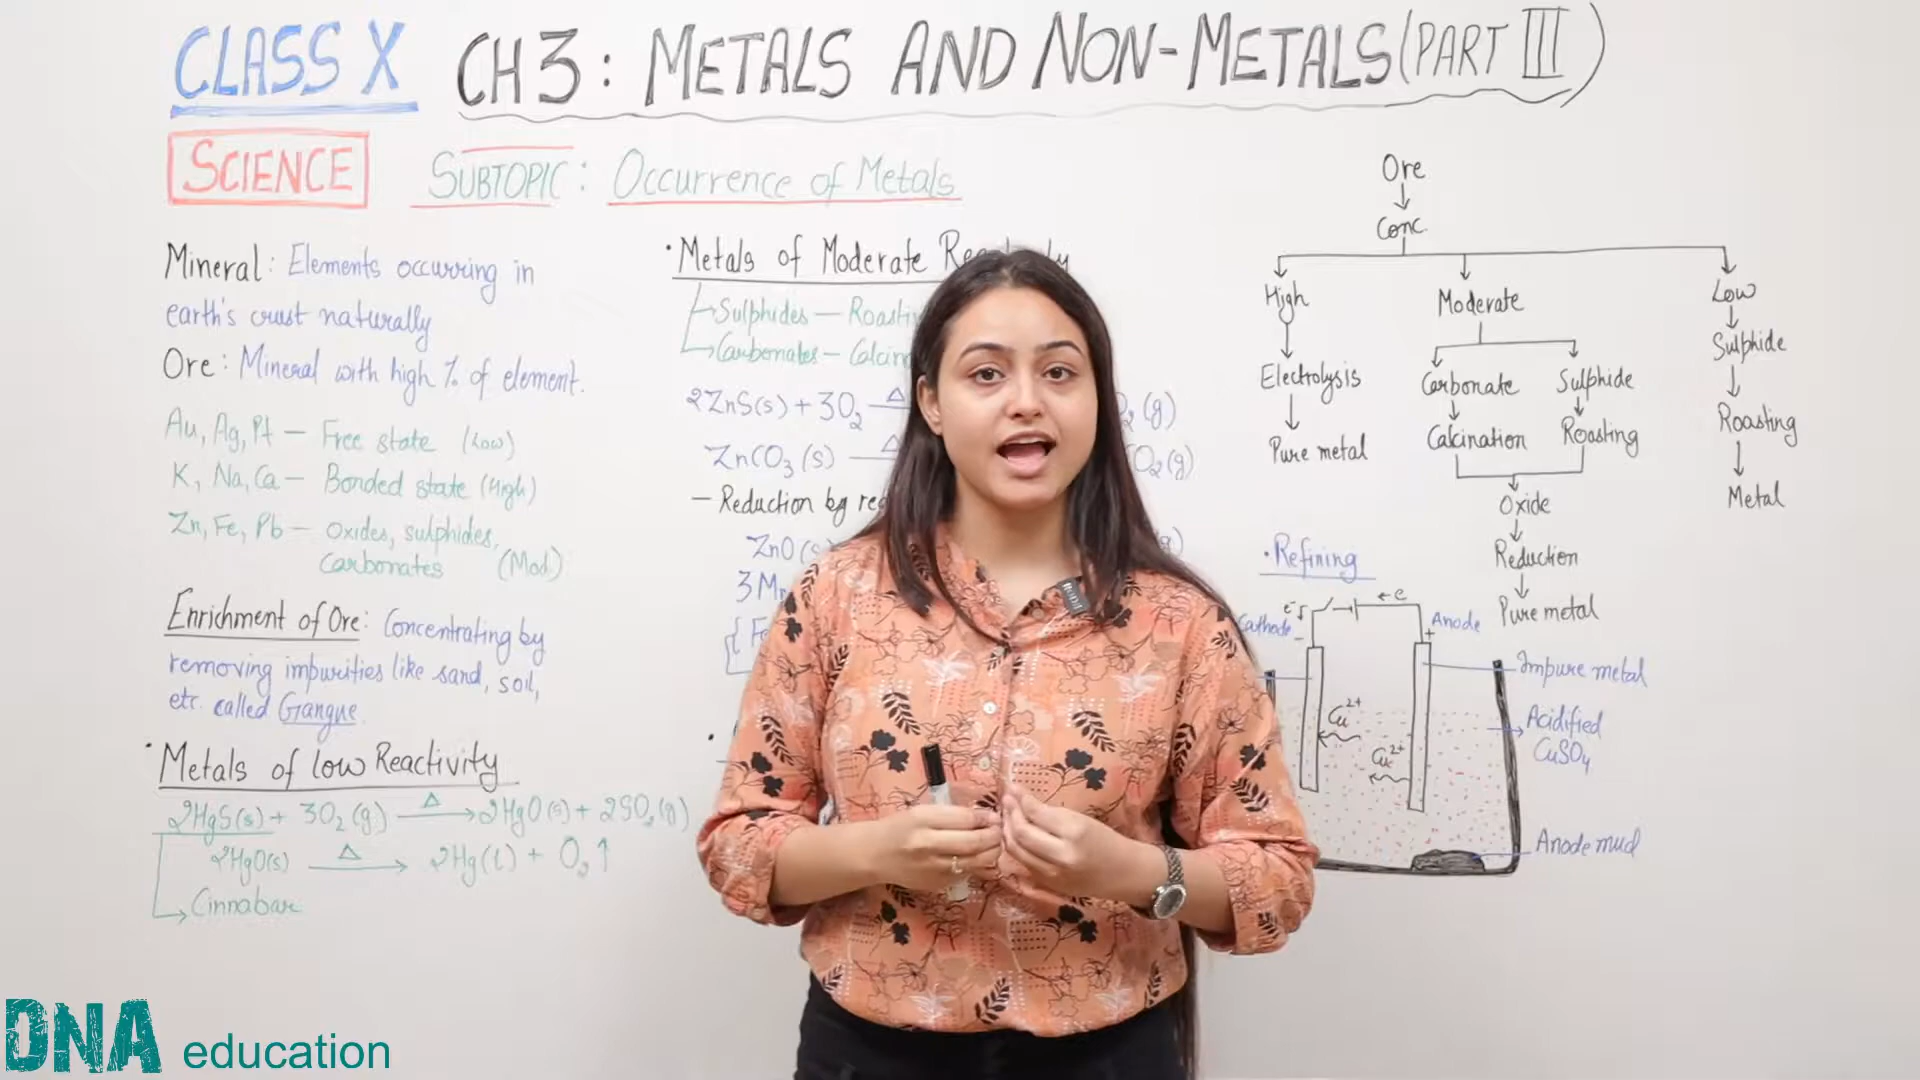 CLASS X CH 3 : METALS AND NON-METALS (PART III)
SCIENCE
SUBTOPIC : Occurrence of Metals
Mineral : Elements occurring in
earth's crust naturally
Ore : Mineral with high % of element.
Au, Ag, Pt — Free state (Low)
K, Na, Ca — Bonded state (High)
Zn, Fe, Pb — Oxides, sulphides,
Carbonates (Mod)
Enrichment of Ore : Concentrating by
removing impurities like sand, soil,
etc. called Gangue.
• Metals of low Reactivity
2HgS(s) + 3O₂(g) —Δ→ 2HgO(s) + 2SO₂(g)
2HgO(s) —Δ→ 2Hg(l) + O₂↑
→ Cinnabar
• Metals of Moderate
→ Sulphides —
→ Carbonates —
2ZnS(s) + 3O₂ —Δ (g)
ZnCO₃(s) — Δ O₂(g)
— Reduction by
ZnO(s
3M
Ore
↓
Conc.
High Moderate Low
↓ Sulphide
Electrolysis Carbonate Sulphide
↓ ↓ ↓ ↓
Pure metal Calcination Roasting Roasting
↓ ↓
Oxide Metal
↓
Reduction
↓
Pure metal
• Refining
e⁻ ← e
Cathode − + Anode
Impure metal
Cu²⁺
Acidified
CuSO₄
Cu²⁺
Anode mud
DNA education